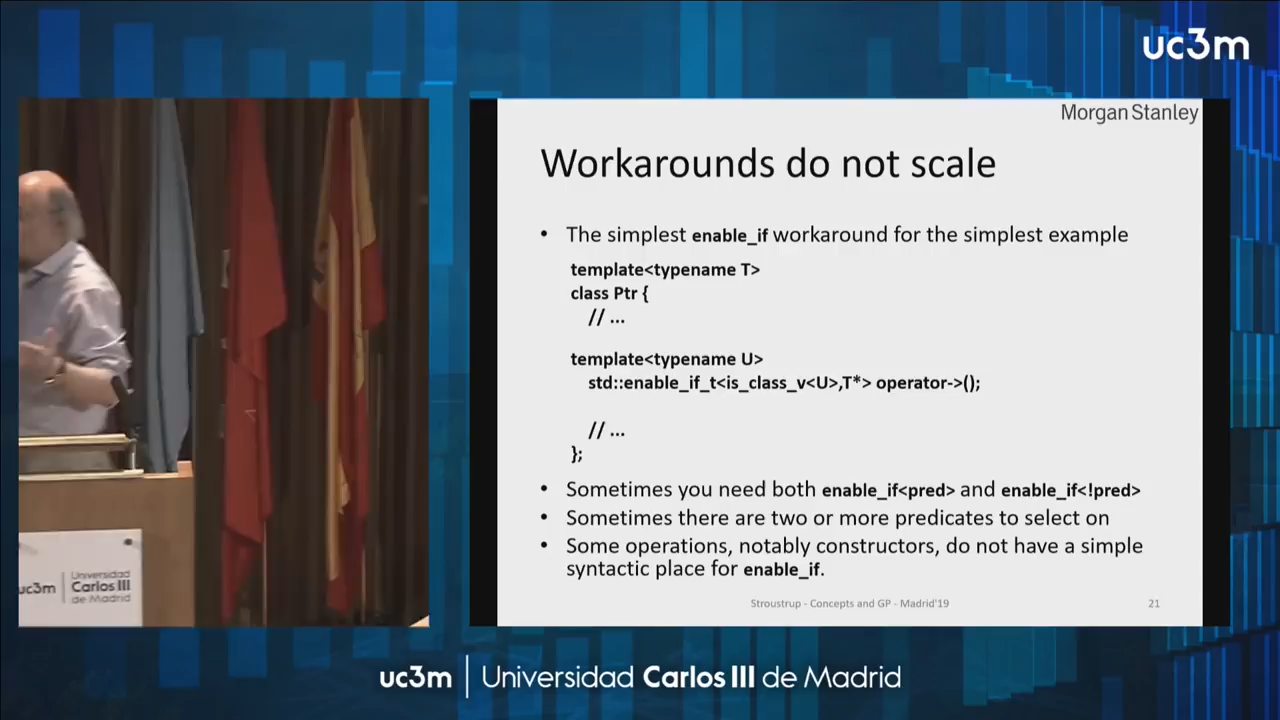 uc3m
Morgan Stanley
Workarounds do not scale
• The simplest enable_if workaround for the simplest example
template<typename T>
class Ptr {
// ...
template<typename U>
std::enable_if_t<is_class_v<U>,T*> operator->();
// ...
};
• Sometimes you need both enable_if<pred> and enable_if<!pred>
• Sometimes there are two or more predicates to select on
• Some operations, notably constructors, do not have a simple
syntactic place for enable_if.
Stroustrup - Concepts and GP - Madrid'19
21
uc3m
Universidad
Carlos III
de Madrid
uc3m | Universidad Carlos III de Madrid